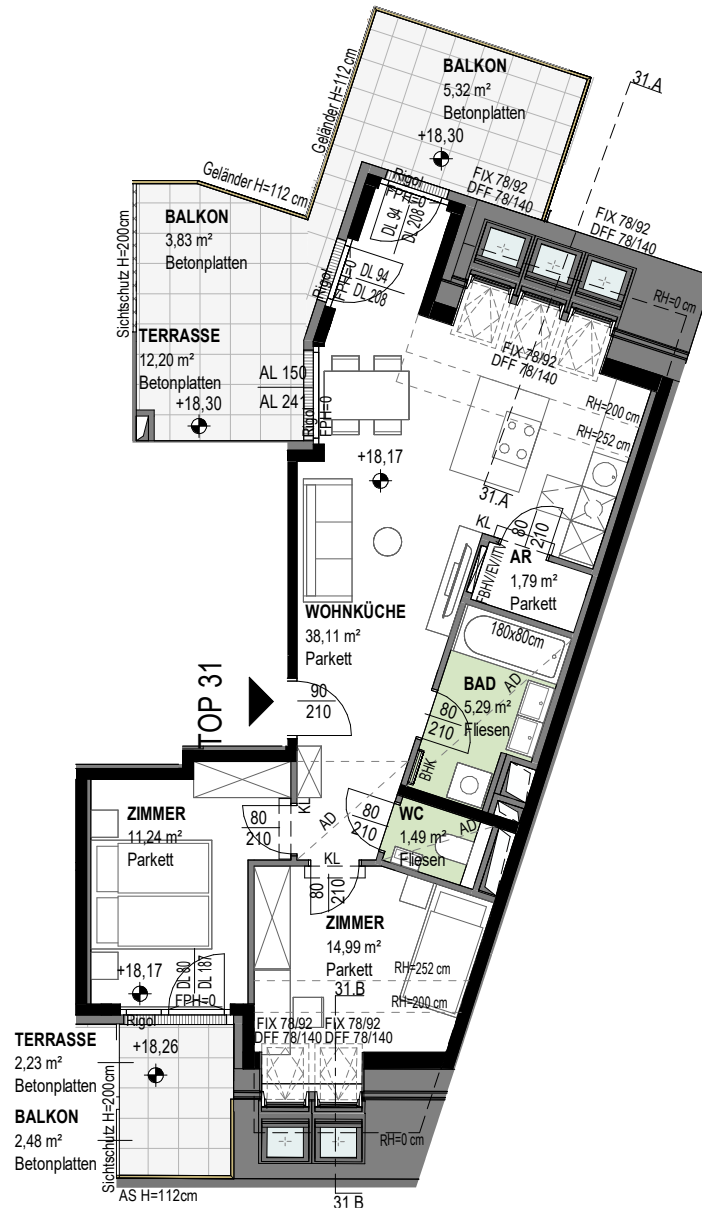 BALKON
5,32 m²
Betonplatten
+18,30
31.A
Geländer H=112 cm
Geländer H=112 cm
Rigol
FPH=0
DL 94
DL 208
FIX 78/92
DFF 78/140
FIX 78/92
DFF 78/140
RH=0 cm
BALKON
3,83 m²
Betonplatten
Sichtschutz H=200cm
TERRASSE
12,20 m²
Betonplatten
+18,30
Rigol
FPH=0
DL 94
DL 208
AL 150
AL 241
Rigol
FPH=0
FIX 78/92
DFF 78/140
RH=200 cm
RH=252 cm
+18,17
31.A
KL
80
210
AR
1,79 m²
Parkett
FBHV/EV/ITV
WOHNKÜCHE
38,11 m²
Parkett
180x80cm
BAD
5,29 m²
Fliesen
AD
80
210
BHK
TOP 31
90
210
ZIMMER
11,24 m²
Parkett
80
210
KL
AD
80
210
WC
1,49 m²
Fliesen
AD
KL
80
210
ZIMMER
14,99 m²
Parkett
RH=252 cm
RH=200 cm
31.B
+18,17
DL 80
DL 187
FPH=0
Rigol
FIX 78/92
DFF 78/140
FIX 78/92
DFF 78/140
TERRASSE
2,23 m²
Betonplatten
+18,26
BALKON
2,48 m²
Betonplatten
Sichtschutz H=200cm
AS H=112cm
RH=0 cm
31.B